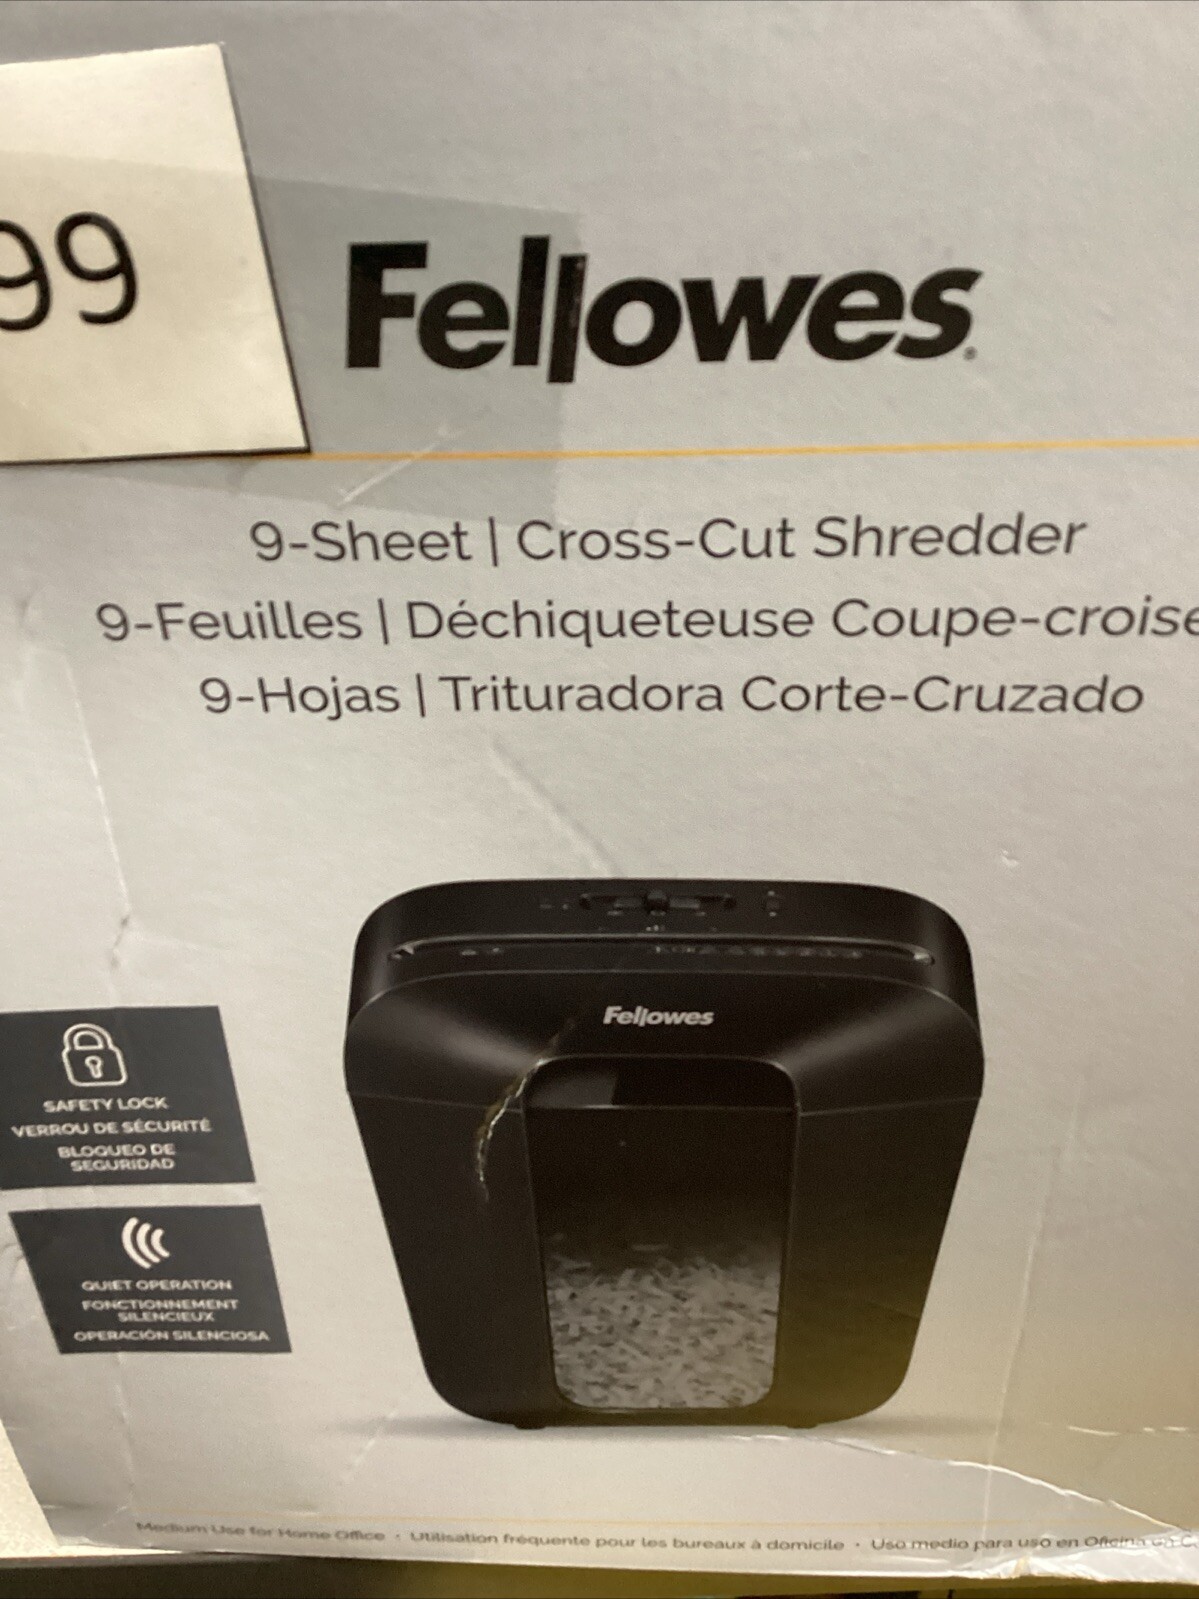 99
Fellowes®
9-Sheet | Cross-Cut Shredder
9-Feuilles | Déchiqueteuse Coupe-croisé
9-Hojas | Trituradora Corte-Cruzado
Fellowes
SAFETY LOCK
VERROU DE SÉCURITÉ
BLOQUEO DE
SEGURIDAD
QUIET OPERATION
FONCTIONNEMENT
SILENCIEUX
OPERACIÓN SILENCIOSA
Medium Use for Home Office • Utilisation fréquente pour les bureaux à domicile • Uso medio para uso en Oficina en C